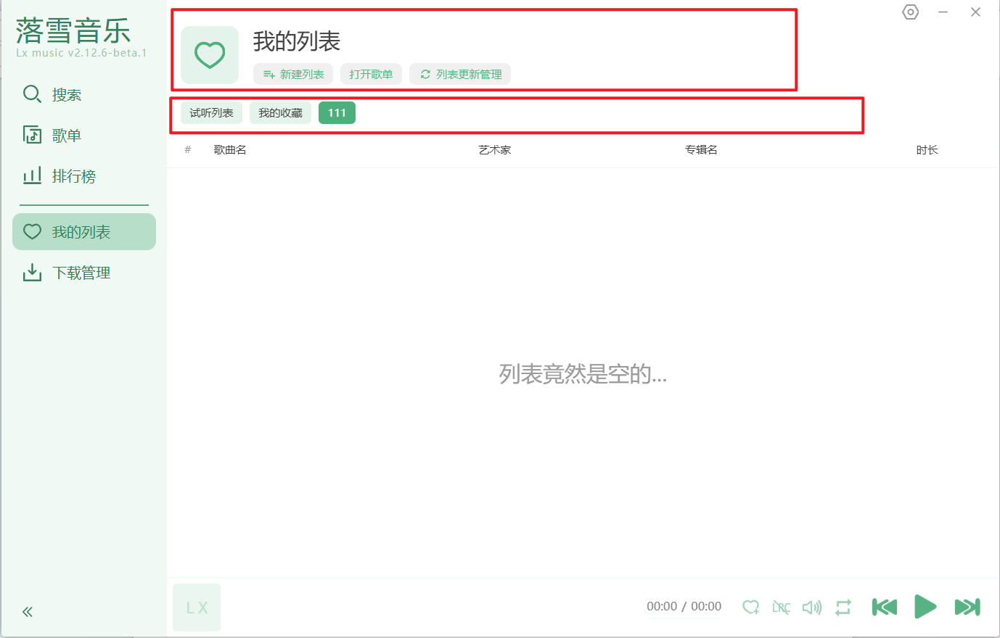 落雪音乐
Lx music v2.12.6-beta.1
搜索
歌单
排行榜
我的列表
下载管理
我的列表
新建列表 打开歌单 列表更新管理
试听列表 我的收藏 111
# 歌曲名 艺术家 专辑名 时长
列表竟然是空的...
LX 00:00 / 00:00 LRC